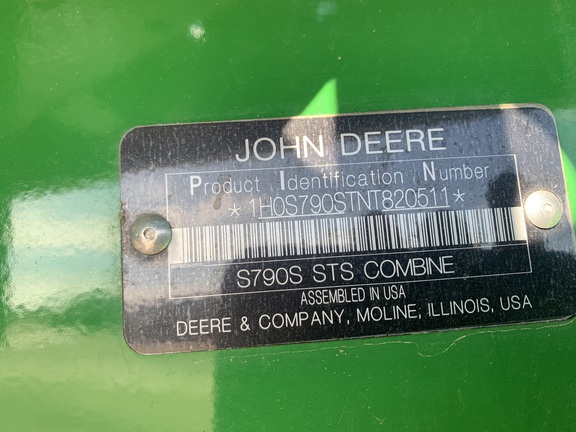 JOHN DEERE
Product Identification Number
*1H0S790STNT820511*
S790S STS COMBINE
ASSEMBLED IN USA
DEERE & COMPANY, MOLINE, ILLINOIS, USA